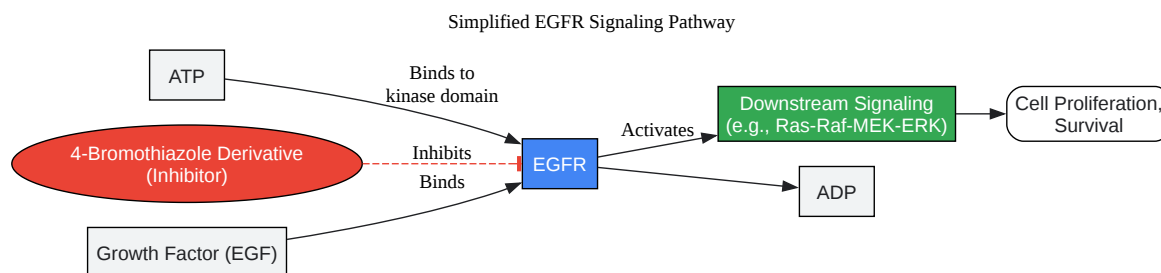 Simplified EGFR Signaling Pathway
ATP
Binds to
kinase domain
4-Bromothiazole Derivative
(Inhibitor)
Inhibits
Binds
Growth Factor (EGF)
EGFR
Activates
Downstream Signaling
(e.g., Ras-Raf-MEK-ERK)
Cell Proliferation,
Survival
ADP